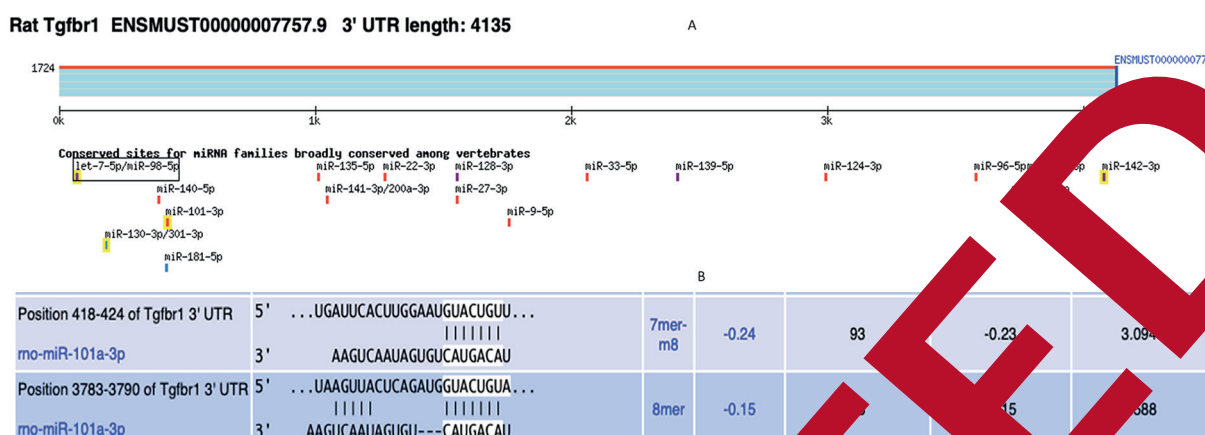 Rat Tgfbr1 ENSMUST00000007757.9 3' UTR length: 4135
A
ENSMUST000000077
1724
0k 1k 2k 3k
Conserved sites for miRNA families broadly conserved among vertebrates
let-7-5p/miR-98-5p miR-135-5p miR-22-3p miR-128-3p miR-33-5p miR-139-5p miR-124-3p miR-96-5p miR-142-3p
miR-140-5p miR-141-3p/200a-3p miR-27-3p
miR-101-3p miR-9-5p
miR-130-3p/301-3p
miR-181-5p
B
Position 418-424 of Tgfbr1 3' UTR 5' ...UGAUUCACUUGGAAUGUACUGUU...
7mer-m8 -0.24 93 -0.23 3.094
rno-miR-101a-3p 3' AAGUCAAUAGUGUCAUGACAU
Position 3783-3790 of Tgfbr1 3' UTR 5' ...UAAGUUACUCAGAUGGUACUGUA...
8mer -0.15
rno-miR-101a-3p 3' AAGUCAAUAGUGU---CAUGACAU